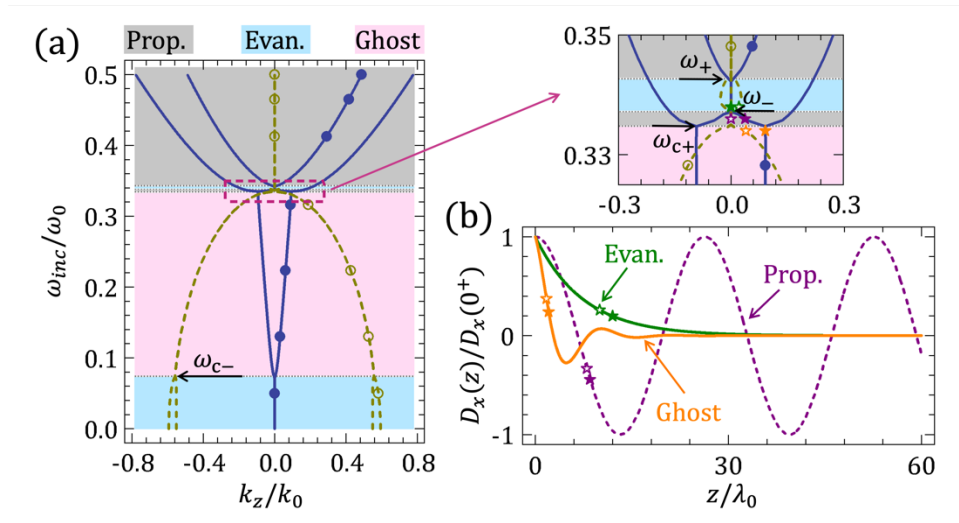 (a)
Prop. Evan. Ghost
0.5
0.4
0.3
0.2
0.1
0.0
ω_inc/ω_0
ω_c−
-0.8 -0.4 0.0 0.4 0.8
k_z/k_0
0.35
0.33
ω_+
ω_−
ω_c+
-0.3 0.0 0.3
(b)
1
0
-1
D_x(z)/D_x(0^+)
Evan.
Prop.
Ghost
0 30 60
z/λ_0